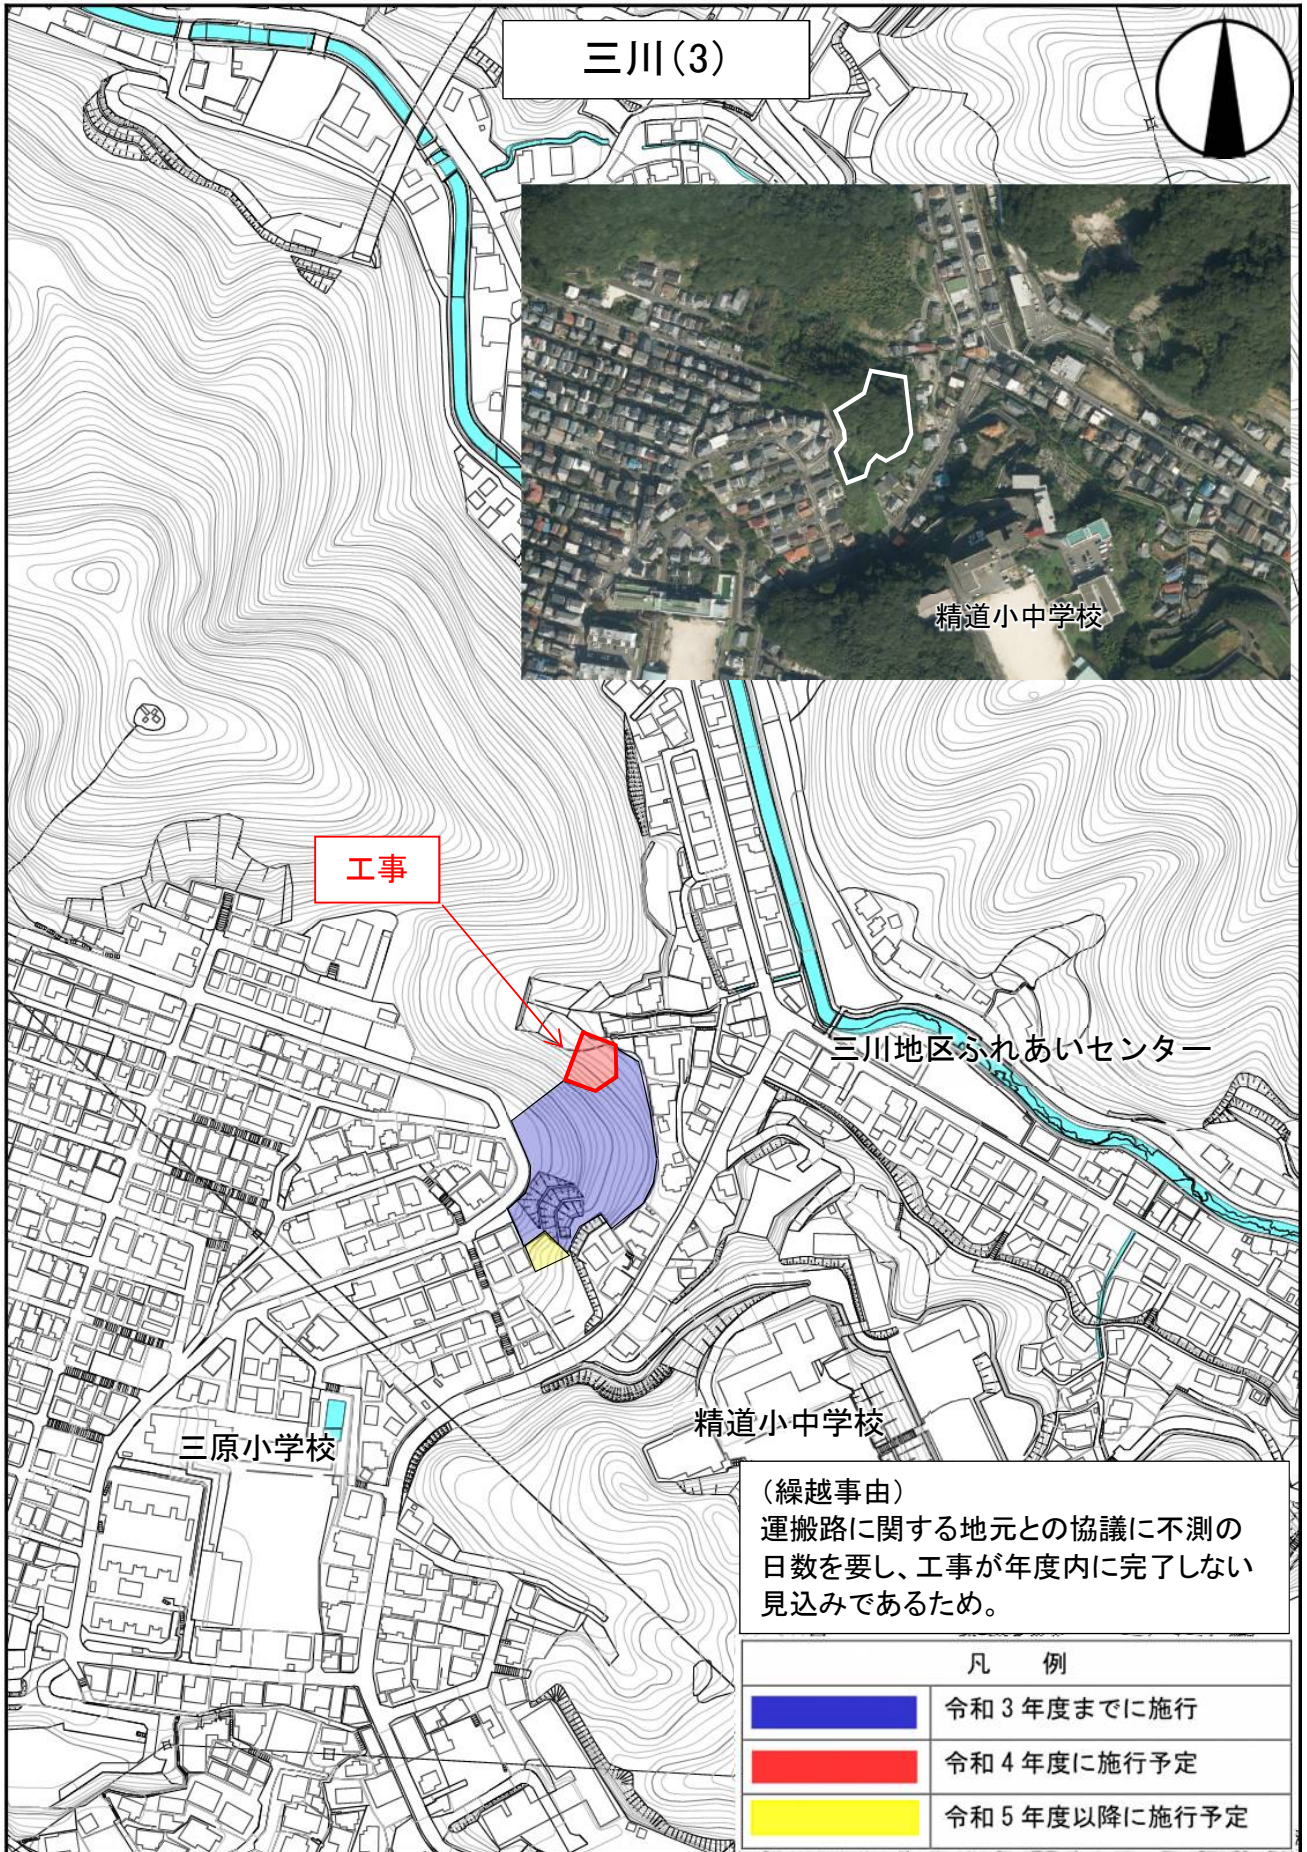 三川(3)
精道小中学校
工事
三川地区ふれあいセンター
精道小中学校
三原小学校
(繰越事由)
運搬路に関する地元との協議に不測の
日数を要し、工事が年度内に完了しない
見込みであるため。
凡 例
令和3年度までに施行
令和4年度に施行予定
令和5年度以降に施行予定